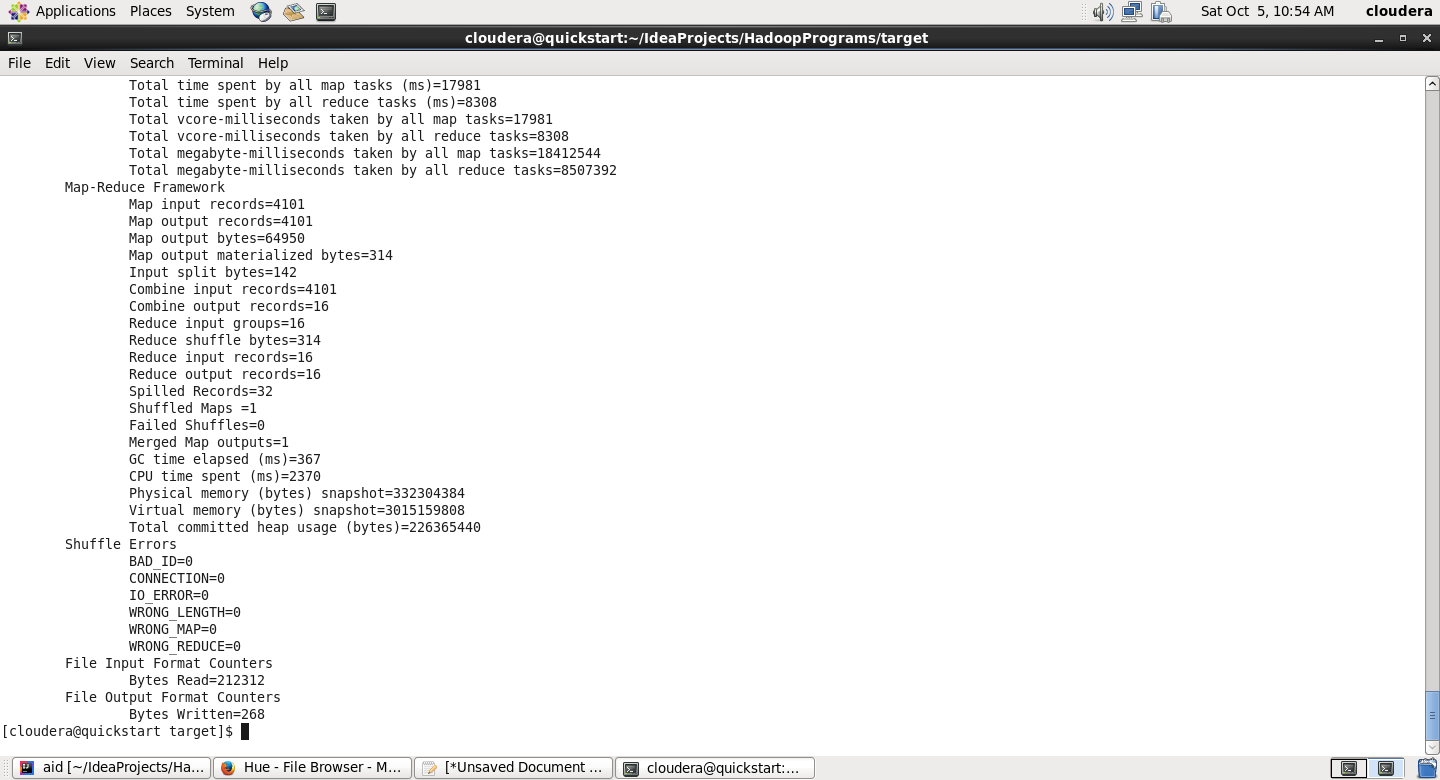 Applications Places System Sat Oct 5, 10:54 AM cloudera
cloudera@quickstart:~/IdeaProjects/HadoopPrograms/target
File Edit View Search Terminal Help
Total time spent by all map tasks (ms)=17981
Total time spent by all reduce tasks (ms)=8308
Total vcore-milliseconds taken by all map tasks=17981
Total vcore-milliseconds taken by all reduce tasks=8308
Total megabyte-milliseconds taken by all map tasks=18412544
Total megabyte-milliseconds taken by all reduce tasks=8507392
Map-Reduce Framework
Map input records=4101
Map output records=4101
Map output bytes=64950
Map output materialized bytes=314
Input split bytes=142
Combine input records=4101
Combine output records=16
Reduce input groups=16
Reduce shuffle bytes=314
Reduce input records=16
Reduce output records=16
Spilled Records=32
Shuffled Maps =1
Failed Shuffles=0
Merged Map outputs=1
GC time elapsed (ms)=367
CPU time spent (ms)=2370
Physical memory (bytes) snapshot=332304384
Virtual memory (bytes) snapshot=3015159808
Total committed heap usage (bytes)=226365440
Shuffle Errors
BAD_ID=0
CONNECTION=0
IO_ERROR=0
WRONG_LENGTH=0
WRONG_MAP=0
WRONG_REDUCE=0
File Input Format Counters
Bytes Read=212312
File Output Format Counters
Bytes Written=268
[cloudera@quickstart target]$
aid [~/IdeaProjects/Ha... Hue - File Browser - M... [*Unsaved Document ... cloudera@quickstart:...